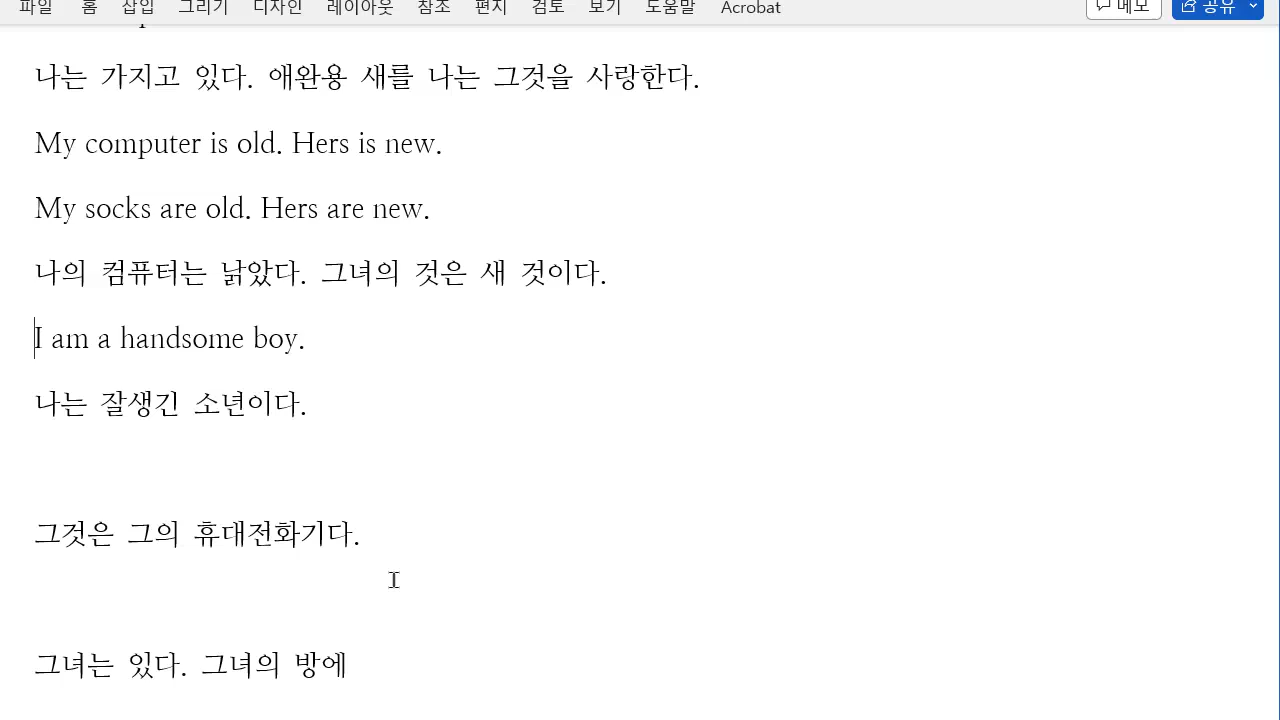 파일 홈 삽입 그리기 디자인 레이아웃 참조 편지 검토 보기 도움말 Acrobat 메모 공유
나는 가지고 있다. 애완용 새를 나는 그것을 사랑한다.
My computer is old. Hers is new.
My socks are old. Hers are new.
나의 컴퓨터는 낡았다. 그녀의 것은 새 것이다.
I am a handsome boy.
나는 잘생긴 소년이다.
그것은 그의 휴대전화기다.
그녀는 있다. 그녀의 방에